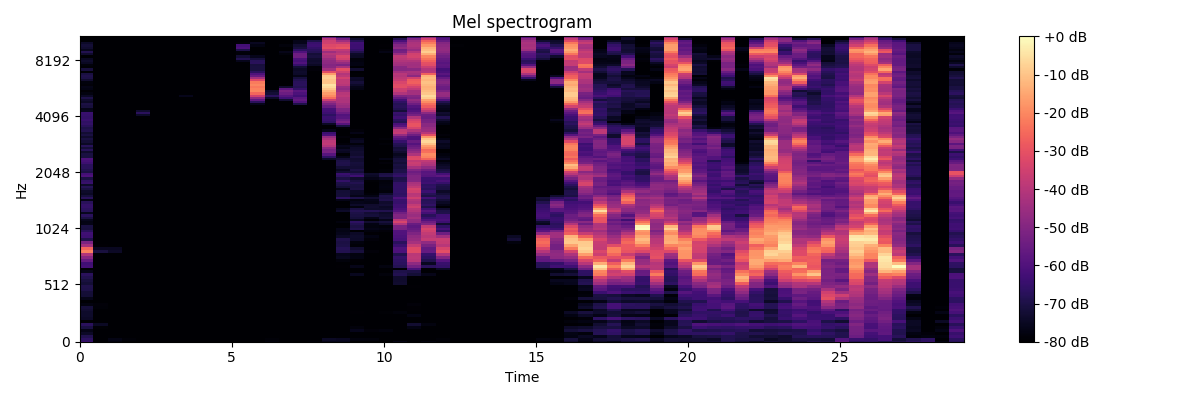 Mel spectrogram
Hz
8192
4096
2048
1024
512
0
0 5 10 15 20 25
Time
+0 dB
-10 dB
-20 dB
-30 dB
-40 dB
-50 dB
-60 dB
-70 dB
-80 dB